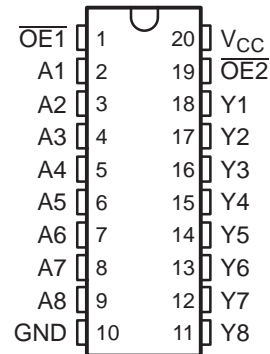 O̅E̅1̅ 1 20 VCC
A1 2 19 O̅E̅2̅
A2 3 18 Y1
A3 4 17 Y2
A4 5 16 Y3
A5 6 15 Y4
A6 7 14 Y5
A7 8 13 Y6
A8 9 12 Y7
GND 10 11 Y8